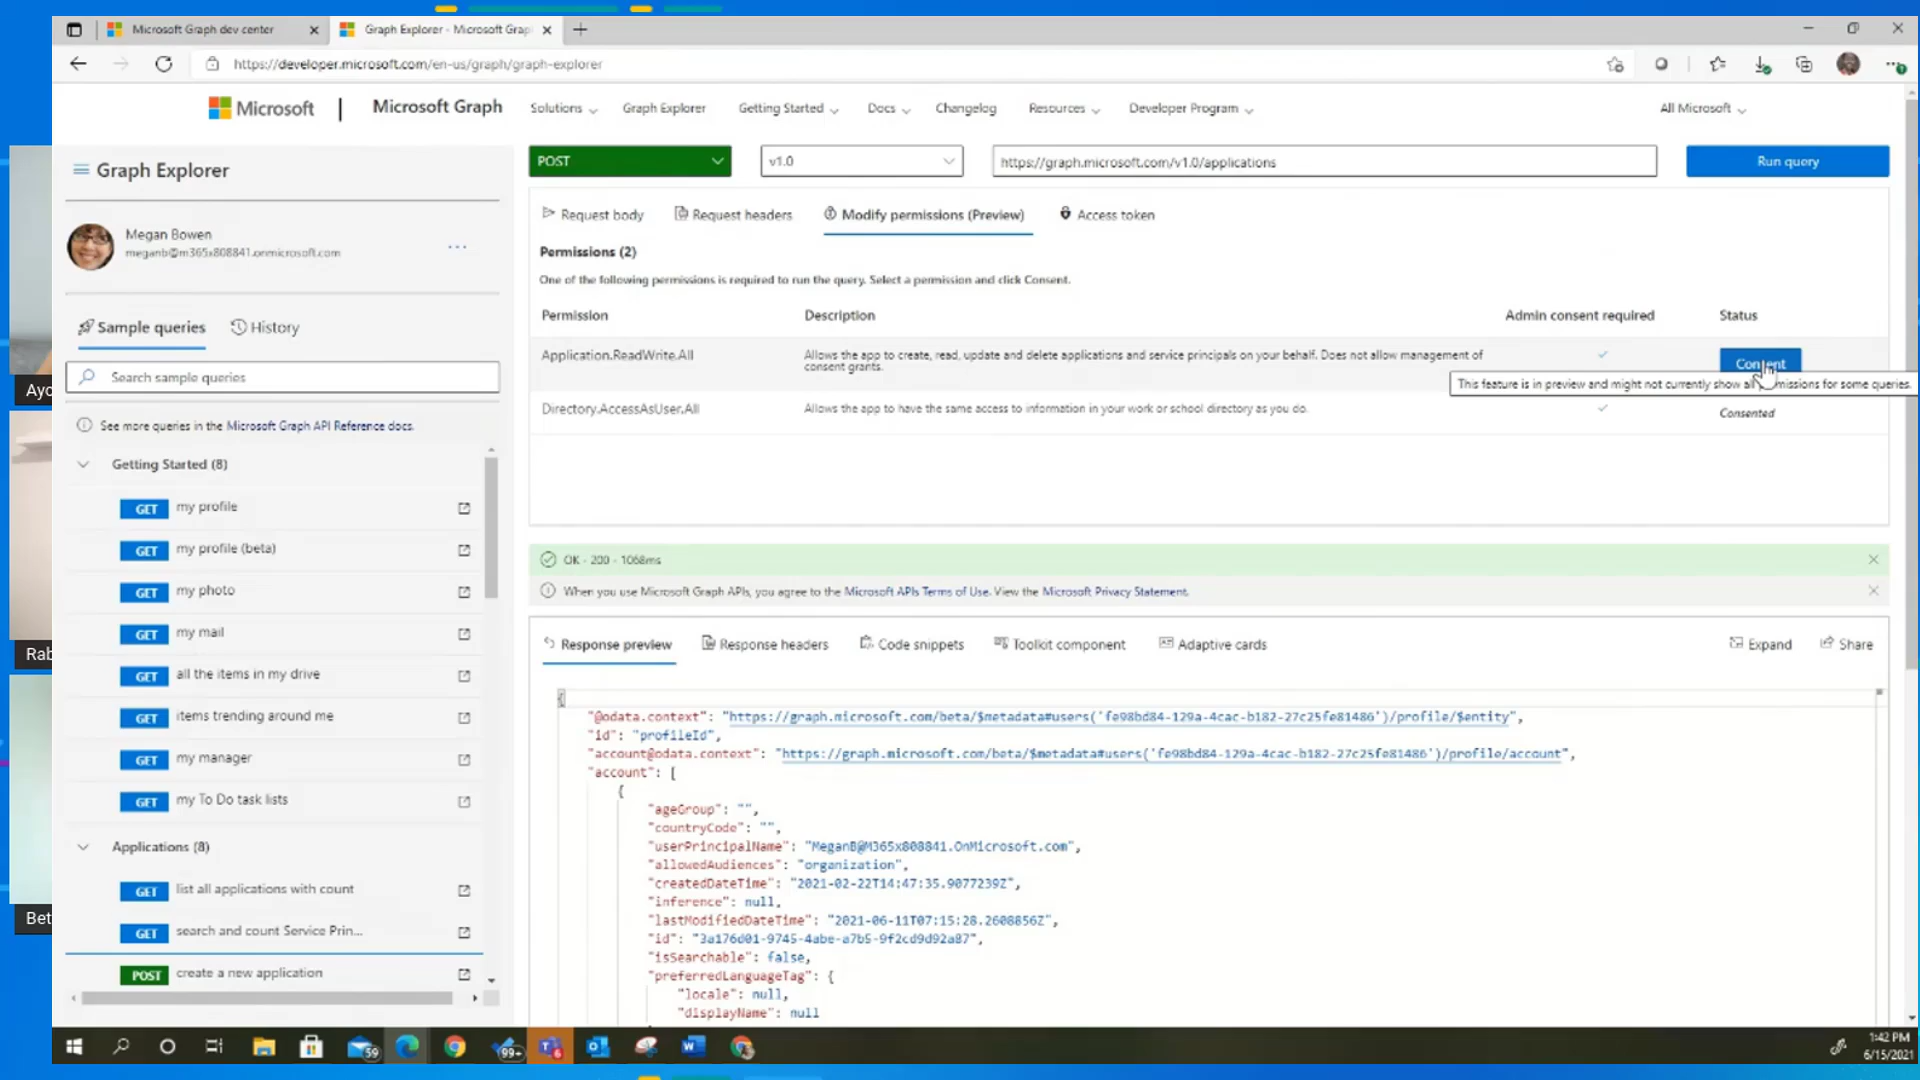 Microsoft Graph dev center
Graph Explorer - Microsoft Grap
https://developer.microsoft.com/en-us/graph/graph-explorer
Microsoft
Microsoft Graph
Solutions
Graph Explorer
Getting Started
Docs
Changelog
Resources
Developer Program
All Microsoft
Graph Explorer
Megan Bowen
meganb@m365x808841.onmicrosoft.com
Sample queries
History
Search sample queries
See more queries in the Microsoft Graph API Reference docs.
Getting Started (8)
GET my profile
GET my profile (beta)
GET my photo
GET my mail
GET all the items in my drive
GET items trending around me
GET my manager
GET my To Do task lists
Applications (8)
GET list all applications with count
GET search and count Service Prin...
POST create a new application
POST
v1.0
https://graph.microsoft.com/v1.0/applications
Run query
Request body
Request headers
Modify permissions (Preview)
Access token
Permissions (2)
One of the following permissions is required to run the query. Select a permission and click Consent.
Permission Description Admin consent required Status
Application.ReadWrite.All
Allows the app to create, read, update and delete applications and service principals on your behalf. Does not allow management of
consent grants.
Consent
This feature is in preview and might not currently show all permissions for some queries.
Directory.AccessAsUser.All
Allows the app to have the same access to information in your work or school directory as you do.
Consented
OK - 200 - 1068ms
When you use Microsoft Graph APIs, you agree to the Microsoft APIs Terms of Use. View the Microsoft Privacy Statement.
Response preview
Response headers
Code snippets
Toolkit component
Adaptive cards
Expand
Share
{
"@odata.context": "https://graph.microsoft.com/beta/$metadata#users('fe98bd84-129a-4cac-b182-27c25fe81486')/profile/$entity",
"id": "profileId",
"account@odata.context": "https://graph.microsoft.com/beta/$metadata#users('fe98bd84-129a-4cac-b182-27c25fe81486')/profile/account",
"account": [
{
"ageGroup": "",
"countryCode": "",
"userPrincipalName": "MeganB@M365x808841.OnMicrosoft.com",
"allowedAudiences": "organization",
"createdDateTime": "2021-02-22T14:47:35.9077239Z",
"inference": null,
"lastModifiedDateTime": "2021-06-11T07:15:28.2608856Z",
"id": "3a176d01-9745-4abe-a7b5-9f2cd9d92a87",
"isSearchable": false,
"preferredLanguageTag": {
"locale": null,
"displayName": null
Ayo
Rab
Bet
59
99+
6
1:42 PM
6/15/2021